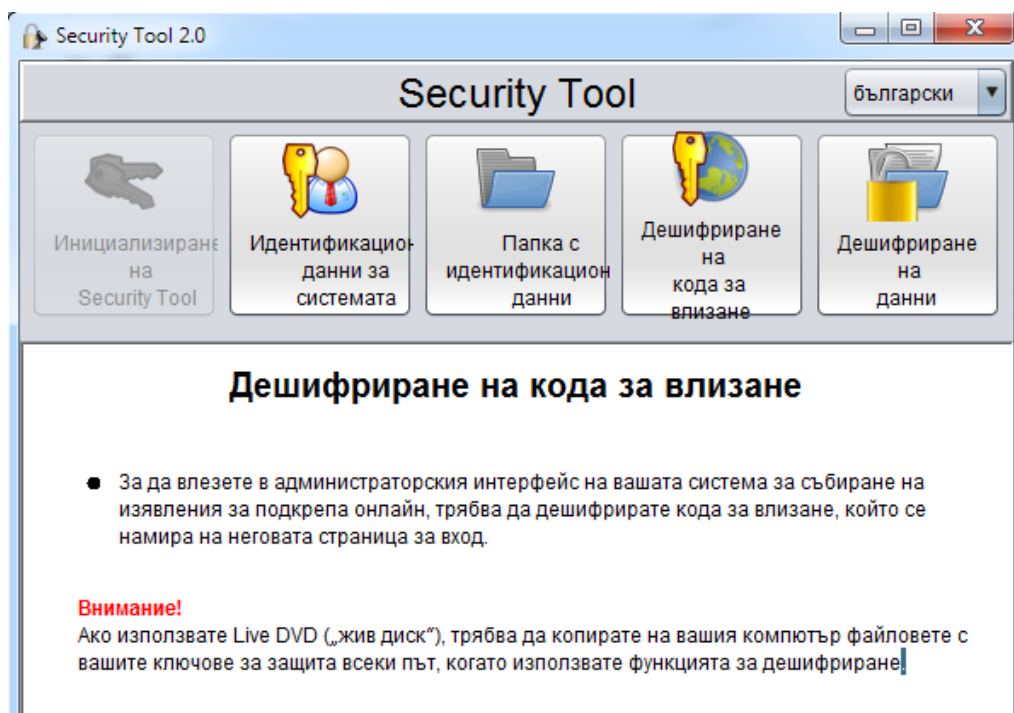 Security Tool 2.0
Security Tool
български
Инициализиране
на
Security Tool
Идентификацион
данни за
системата
Папка с
идентификацион
данни
Дешифриране
на
кода за
влизане
Дешифриране
на
данни
Дешифриране на кода за влизане
За да влезете в администраторския интерфейс на вашата система за събиране на
изявления за подкрепа онлайн, трябва да дешифрирате кода за влизане, който се
намира на неговата страница за вход.
Внимание!
Ако използвате Live DVD („жив диск“), трябва да копирате на вашия компютър файловете с
вашите ключове за защита всеки път, когато използвате функцията за дешифриране.